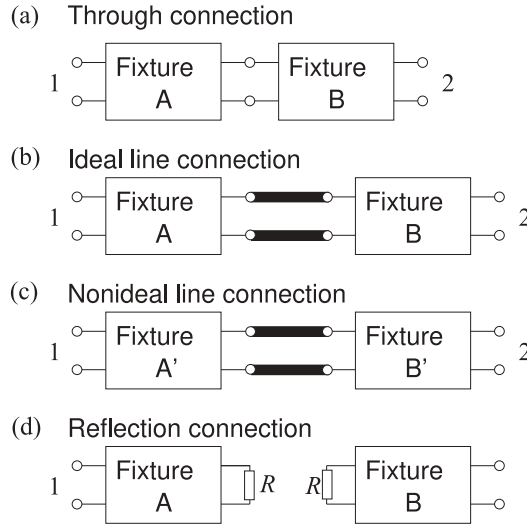 (a) Through connection
1 Fixture A Fixture B 2
(b) Ideal line connection
1 Fixture A Fixture B 2
(c) Nonideal line connection
1 Fixture A' Fixture B' 2
(d) Reflection connection
1 Fixture A R R Fixture B